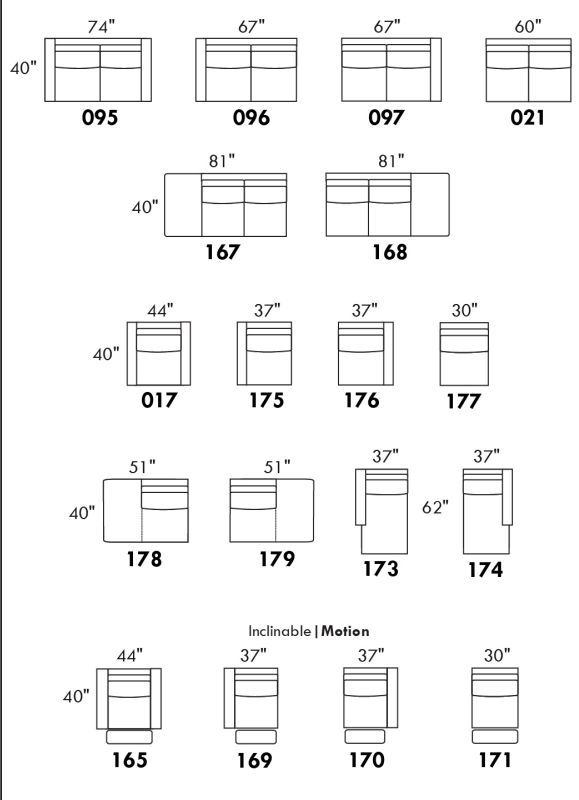 74" 67" 67" 60"
40"
095 096 097 021
81" 81"
40"
167 168
44" 37" 37" 30"
40"
017 175 176 177
51" 51" 37" 37"
40" 62"
178 179 173 174
Inclinable | Motion
44" 37" 37" 30"
40"
165 169 170 171